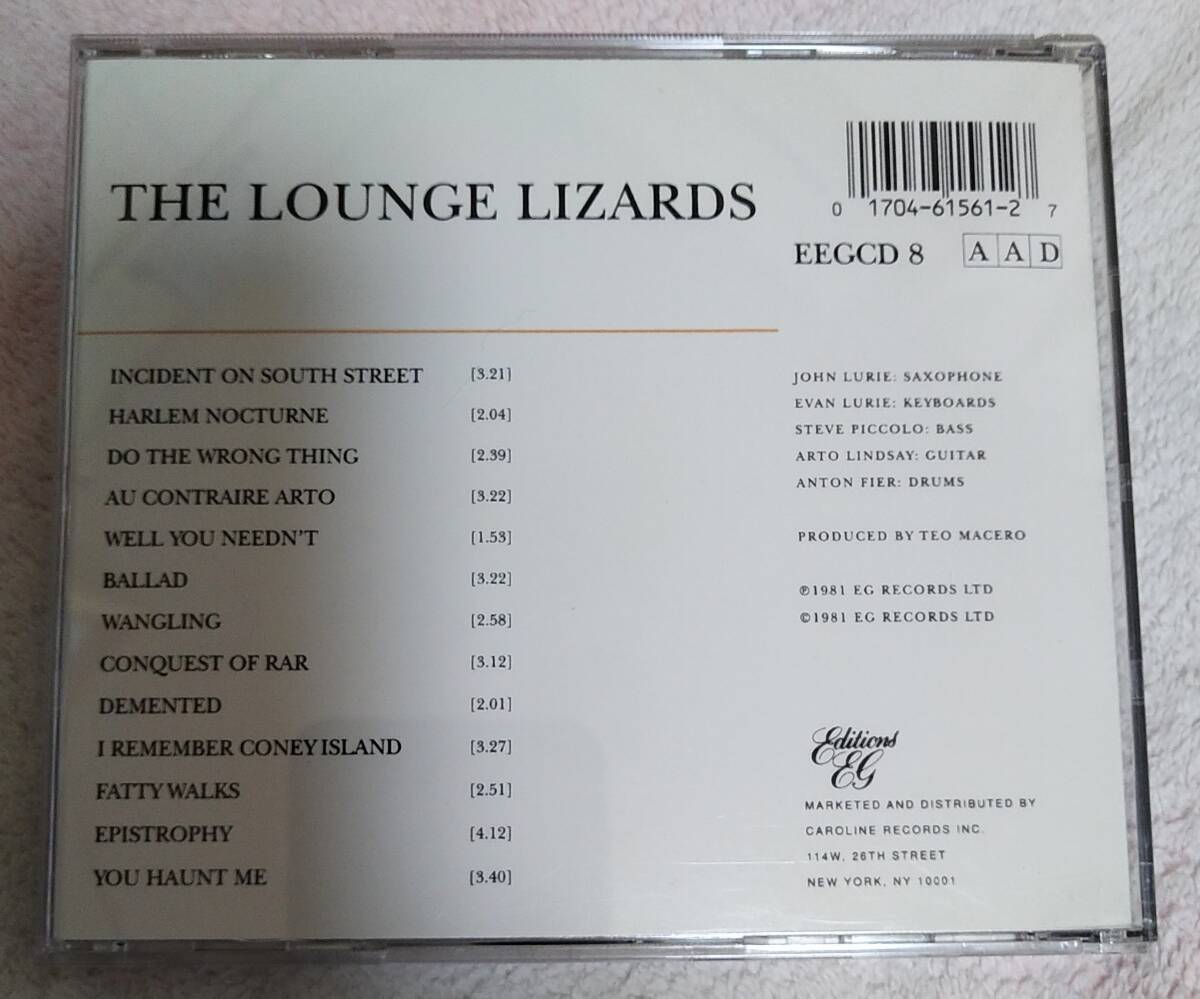 THE LOUNGE LIZARDS
0 1704-61561-2 7
EEGCD 8 AAD
INCIDENT ON SOUTH STREET [3.21]
HARLEM NOCTURNE [2.04]
DO THE WRONG THING [2.39]
AU CONTRAIRE ARTO [3.22]
WELL YOU NEEDN'T [1.53]
BALLAD [3.22]
WANGLING [2.58]
CONQUEST OF RAR [3.12]
DEMENTED [2.01]
I REMEMBER CONEY ISLAND [3.27]
FATTY WALKS [2.51]
EPISTROPHY [4.12]
YOU HAUNT ME [3.40]
JOHN LURIE: SAXOPHONE
EVAN LURIE: KEYBOARDS
STEVE PICCOLO: BASS
ARTO LINDSAY: GUITAR
ANTON FIER: DRUMS
PRODUCED BY TEO MACERO
℗1981 EG RECORDS LTD
©1981 EG RECORDS LTD
Editions
EG
MARKETED AND DISTRIBUTED BY
CAROLINE RECORDS INC.
114W. 26TH STREET
NEW YORK, NY 10001